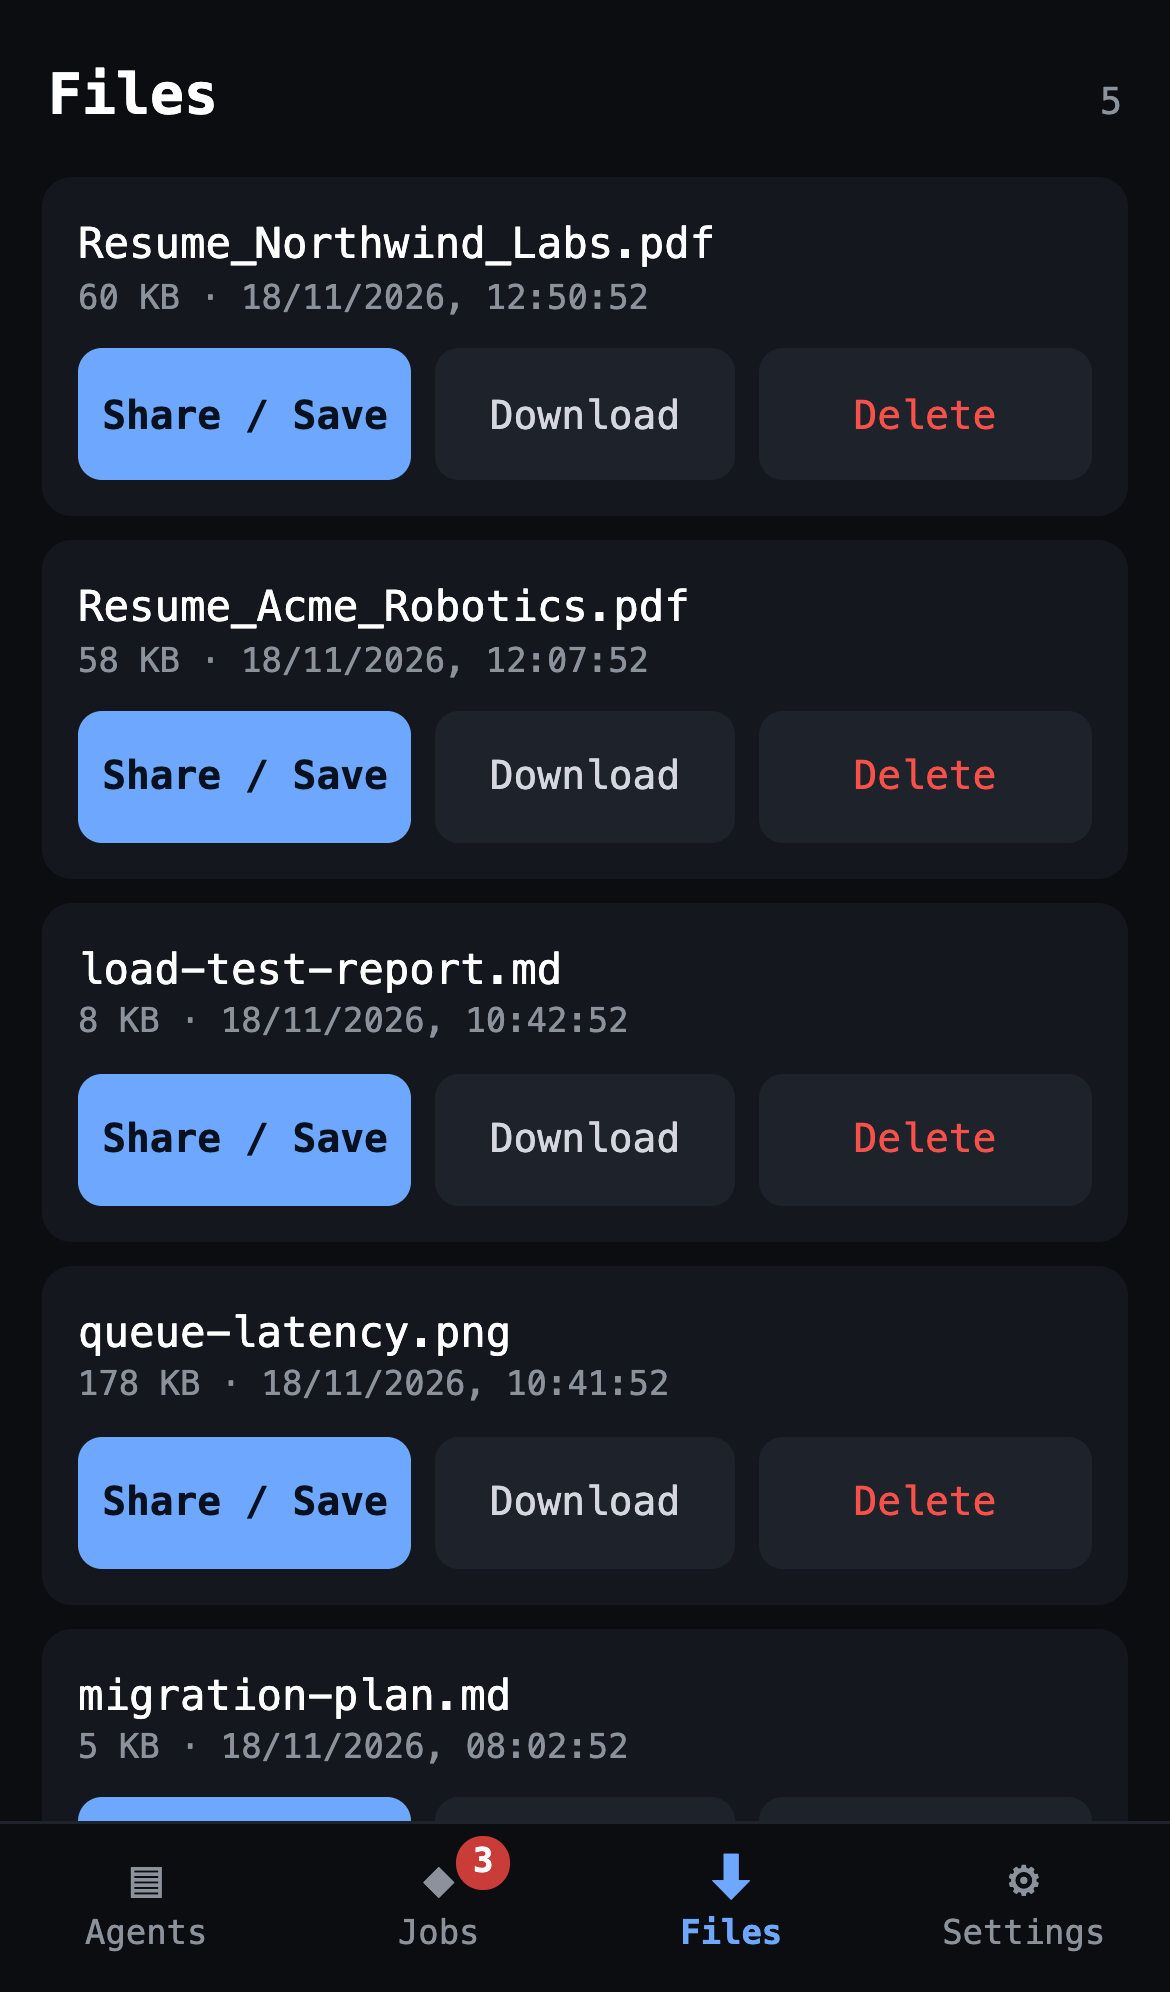 Files
5
Resume_Northwind_Labs.pdf
60 KB · 18/11/2026, 12:50:52
Share / Save
Download
Delete
Resume_Acme_Robotics.pdf
58 KB · 18/11/2026, 12:07:52
Share / Save
Download
Delete
load-test-report.md
8 KB · 18/11/2026, 10:42:52
Share / Save
Download
Delete
queue-latency.png
178 KB · 18/11/2026, 10:41:52
Share / Save
Download
Delete
migration-plan.md
5 KB · 18/11/2026, 08:02:52
3
Agents
Jobs
Files
Settings